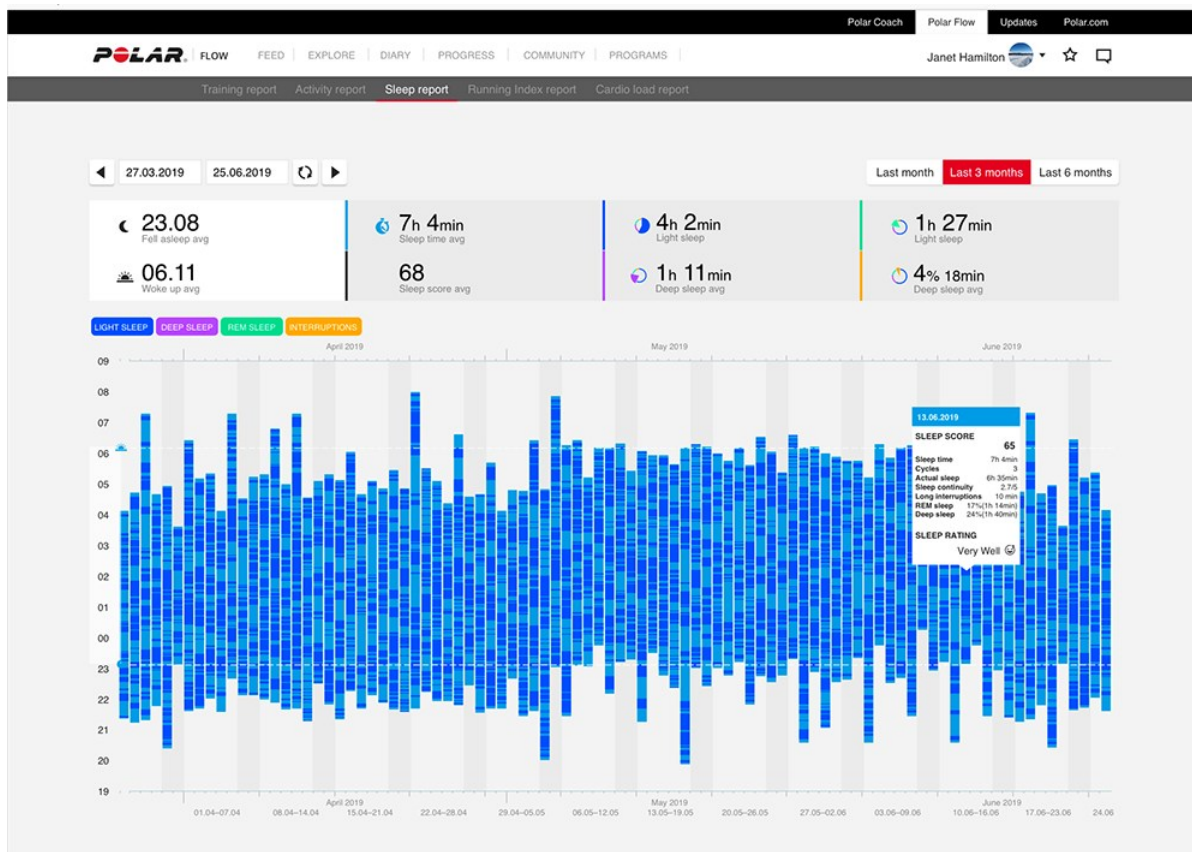 Polar Coach Polar Flow Updates Polar.com
POLAR. FLOW FEED EXPLORE DIARY PROGRESS COMMUNITY PROGRAMS Janet Hamilton
Training report Activity report Sleep report Running Index report Cardio load report
27.03.2019 25.06.2019 Last month Last 3 months Last 6 months
23.08 7h 4min 4h 2min 1h 27min
Fell asleep avg Sleep time avg Light sleep Light sleep
06.11 68 1h 11min 4% 18min
Woke up avg Sleep score avg Deep sleep avg Deep sleep avg
LIGHT SLEEP DEEP SLEEP REM SLEEP INTERRUPTIONS
April 2019 May 2019 June 2019
09
08
07
06
05
04
03
02
01
00
23
22
21
20
19
13.06.2019
SLEEP SCORE
65
Sleep time 7h 4min
Cycles 3
Actual sleep 6h 35min
Sleep continuity 2.7/5
Long interruptions 10 min
REM sleep 17%(1h 14min)
Deep sleep 24%(1h 40min)
SLEEP RATING
Very Well
April 2019 May 2019 June 2019
01.04–07.04 08.04–14.04 15.04–21.04 22.04–28.04 29.04–05.05 06.05–12.05 13.05–19.05 20.05–26.05 27.05–02.06 03.06–09.06 10.06–16.06 17.06–23.06 24.06